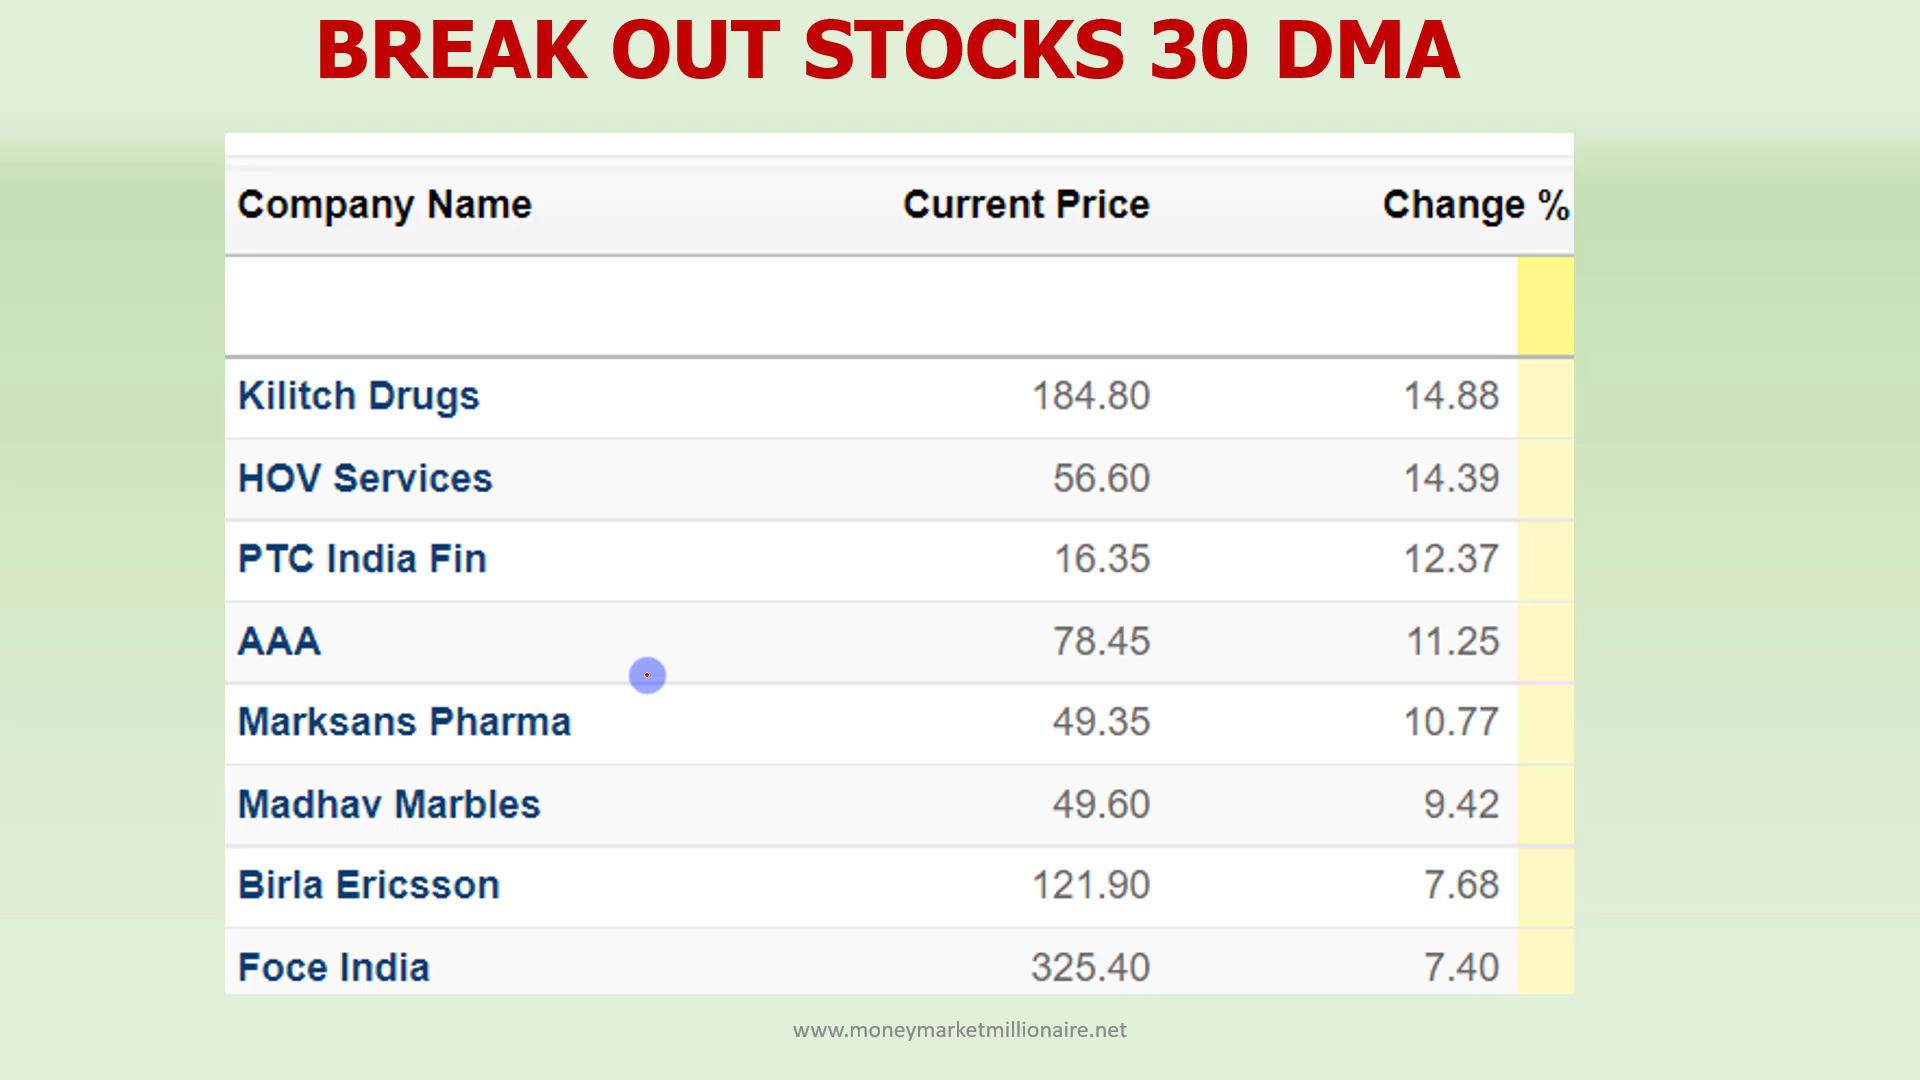 BREAK OUT STOCKS 30 DMA
Company Name Current Price Change %
Kilitch Drugs 184.80 14.88
HOV Services 56.60 14.39
PTC India Fin 16.35 12.37
AAA 78.45 11.25
Marksans Pharma 49.35 10.77
Madhav Marbles 49.60 9.42
Birla Ericsson 121.90 7.68
Foce India 325.40 7.40
www.moneymarketmillionaire.net